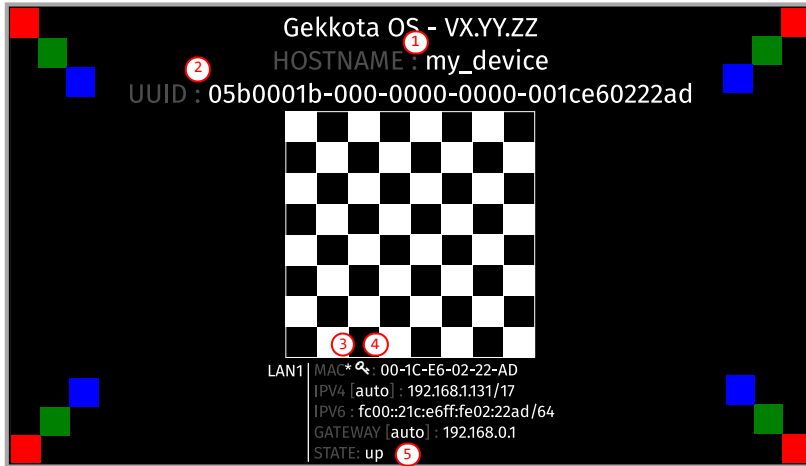 Gekkota OS - VX.YY.ZZ
1
HOSTNAME : my_device
2
UUID : 05b0001b-000-0000-0000-001ce60222ad
3 4
LAN1 MAC* : 00-1C-E6-02-22-AD
IPV4 [auto] : 192.168.1.131/17
IPV6 : fc00::21c:e6ff:fe02:22ad/64
GATEWAY [auto] : 192.168.0.1
STATE: up 5